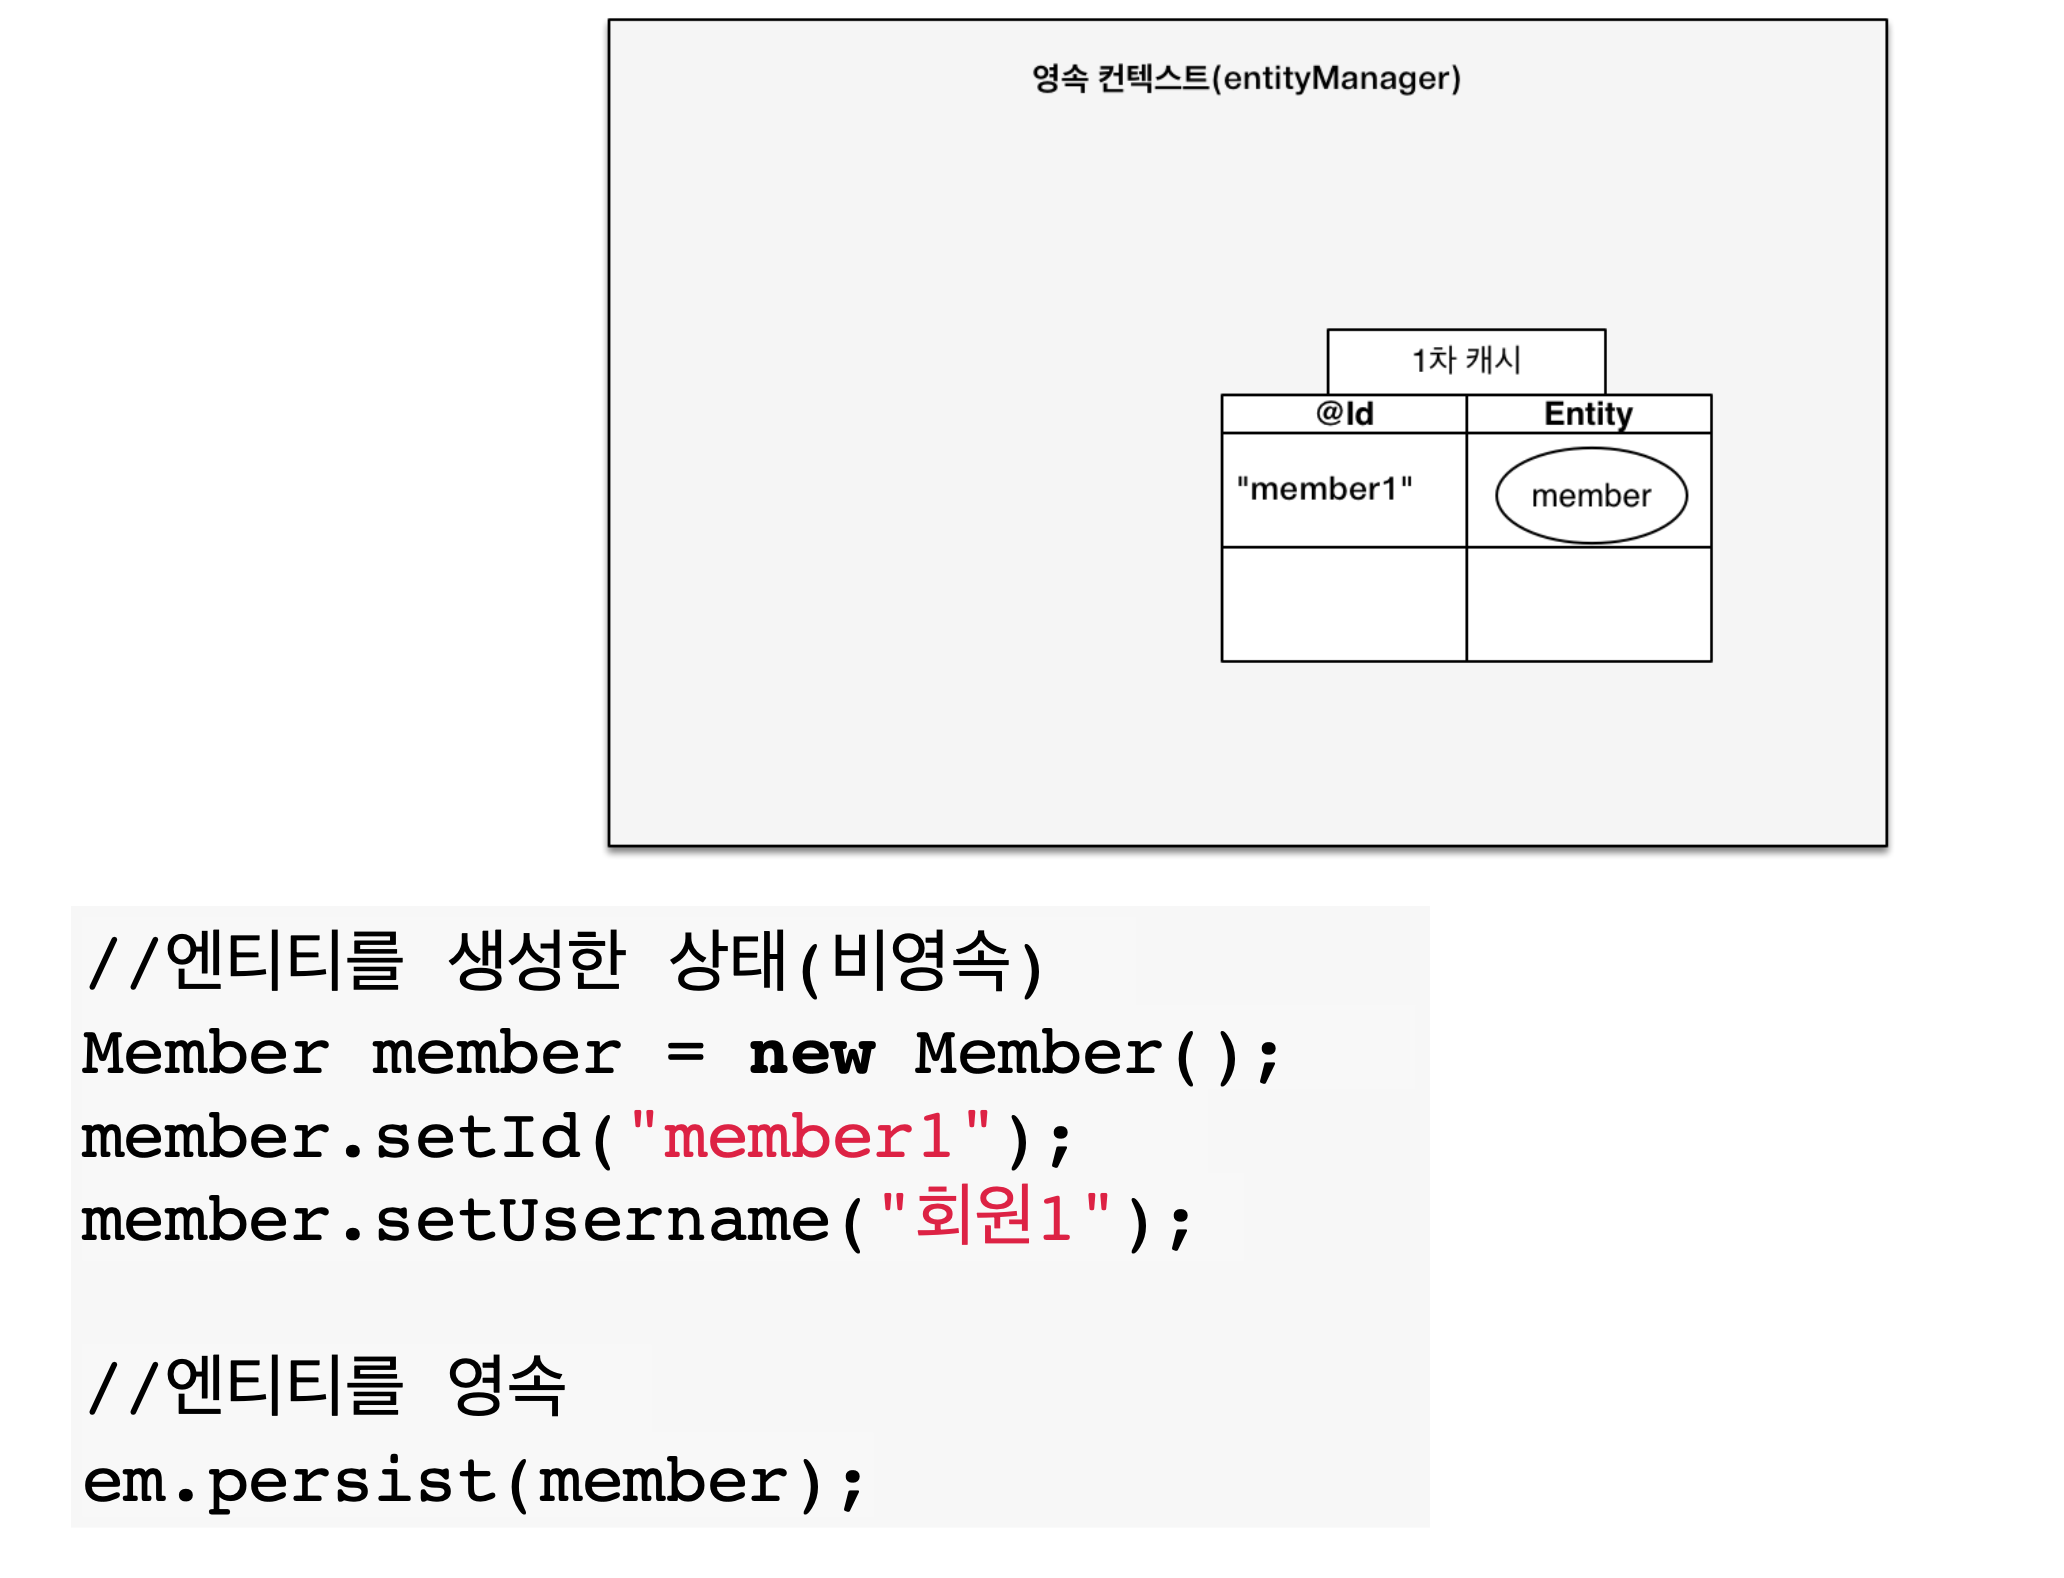 영속 컨텍스트(entityManager)
1차 캐시
@Id Entity
"member1" member
//엔티티를 생성한 상태(비영속)
Member member = new Member();
member.setId("member1");
member.setUsername("회원1");
//엔티티를 영속
em.persist(member);